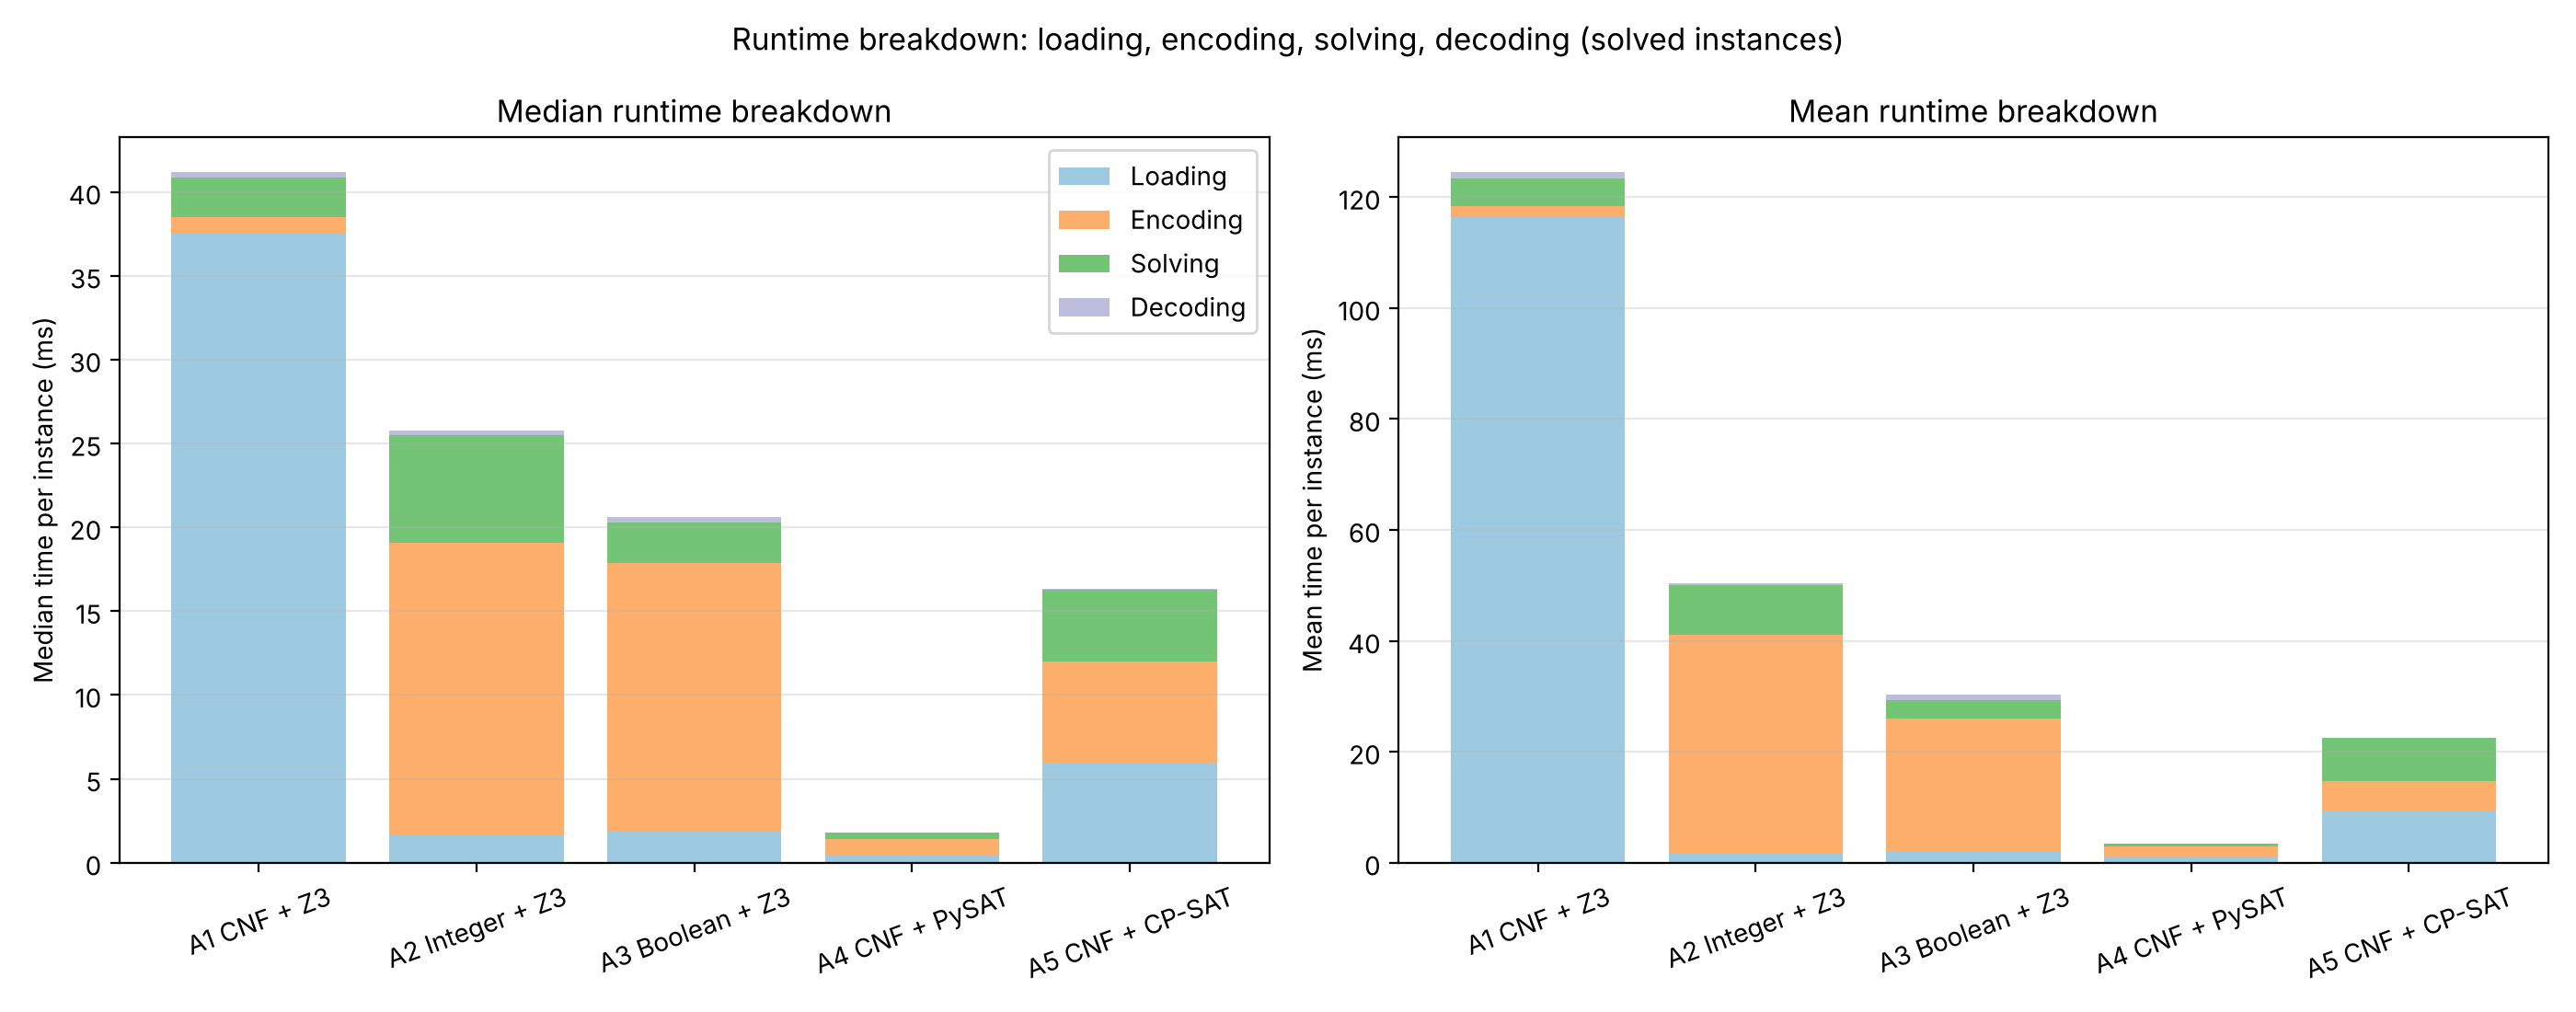 Runtime breakdown: loading, encoding, solving, decoding (solved instances)
Median runtime breakdown
Median time per instance (ms)
40
35
30
25
20
15
10
5
0
Loading
Encoding
Solving
Decoding
A1 CNF + Z3
A2 Integer + Z3
A3 Boolean + Z3
A4 CNF + PySAT
A5 CNF + CP-SAT
Mean runtime breakdown
Mean time per instance (ms)
120
100
80
60
40
20
0
A1 CNF + Z3
A2 Integer + Z3
A3 Boolean + Z3
A4 CNF + PySAT
A5 CNF + CP-SAT